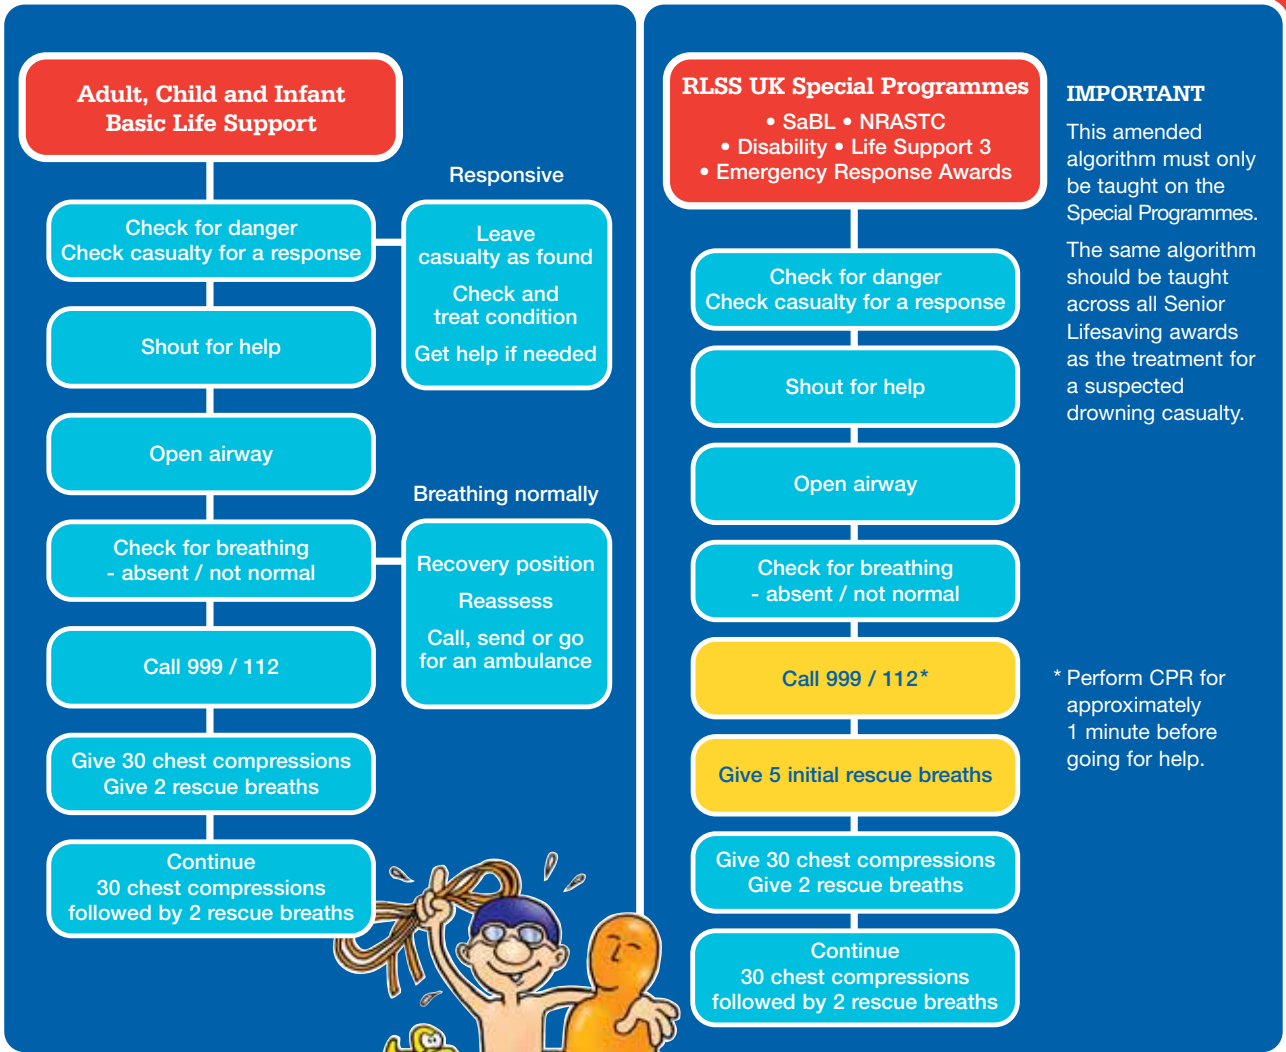 Adult, Child and Infant
Basic Life Support
Check for danger
Check casualty for a response
Responsive
Leave
casualty as found
Check and
treat condition
Get help if needed
Shout for help
Open airway
Check for breathing
- absent / not normal
Breathing normally
Recovery position
Reassess
Call, send or go
for an ambulance
Call 999 / 112
Give 30 chest compressions
Give 2 rescue breaths
Continue
30 chest compressions
followed by 2 rescue breaths
RLSS UK Special Programmes
• SaBL • NRASTC
• Disability • Life Support 3
• Emergency Response Awards
Check for danger
Check casualty for a response
Shout for help
Open airway
Check for breathing
- absent / not normal
Call 999 / 112*
Give 5 initial rescue breaths
Give 30 chest compressions
Give 2 rescue breaths
Continue
30 chest compressions
followed by 2 rescue breaths
IMPORTANT
This amended
algorithm must only
be taught on the
Special Programmes.
The same algorithm
should be taught
across all Senior
Lifesaving awards
as the treatment for
a suspected
drowning casualty.
* Perform CPR for
approximately
1 minute before
going for help.